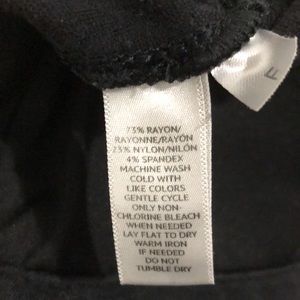 73% RAYON/
RAYONNE/RAYÓN
23% NYLON/NILÓN
4% SPANDEX
MACHINE WASH
COLD WITH
LIKE COLORS
GENTLE CYCLE
ONLY NON-
CHLORINE BLEACH
WHEN NEEDED
LAY FLAT TO DRY
WARM IRON
IF NEEDED
DO NOT
TUMBLE DRY